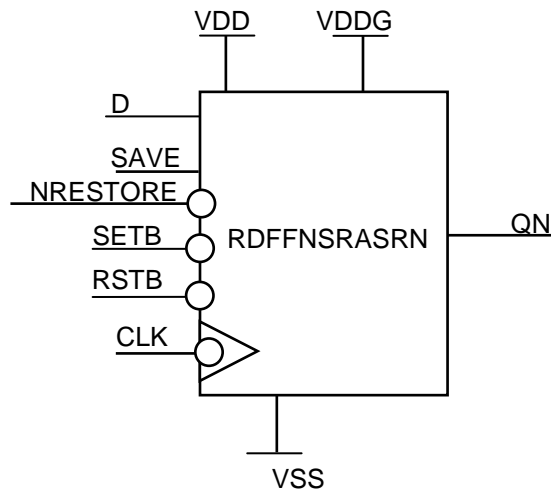 VDD
VDDG
D
SAVE
NRESTORE
SETB
RDFFNSRASRN
QN
RSTB
CLK
VSS